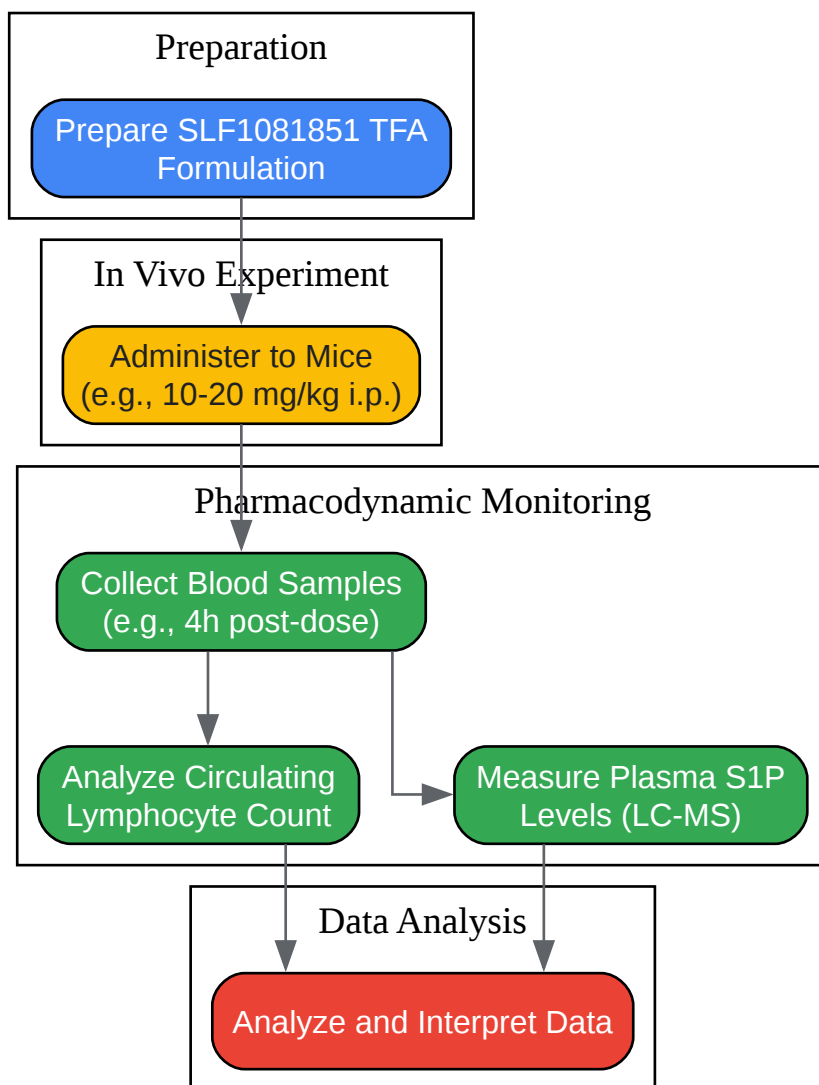 Preparation
Prepare SLF1081851 TFA
Formulation
In Vivo Experiment
Administer to Mice
(e.g., 10-20 mg/kg i.p.)
Pharmacodynamic Monitoring
Collect Blood Samples
(e.g., 4h post-dose)
Analyze Circulating
Lymphocyte Count
Measure Plasma S1P
Levels (LC-MS)
Data Analysis
Analyze and Interpret Data